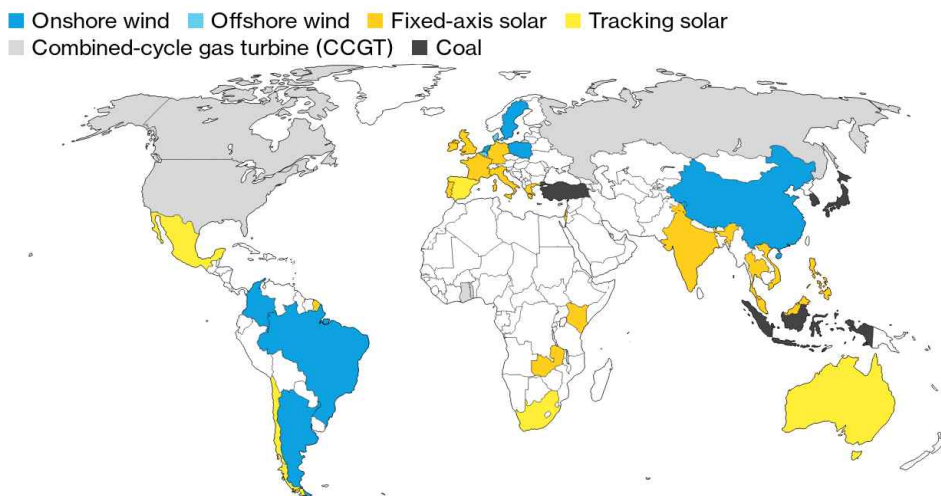 Onshore wind Offshore wind Fixed-axis solar Tracking solar
Combined-cycle gas turbine (CCGT) Coal